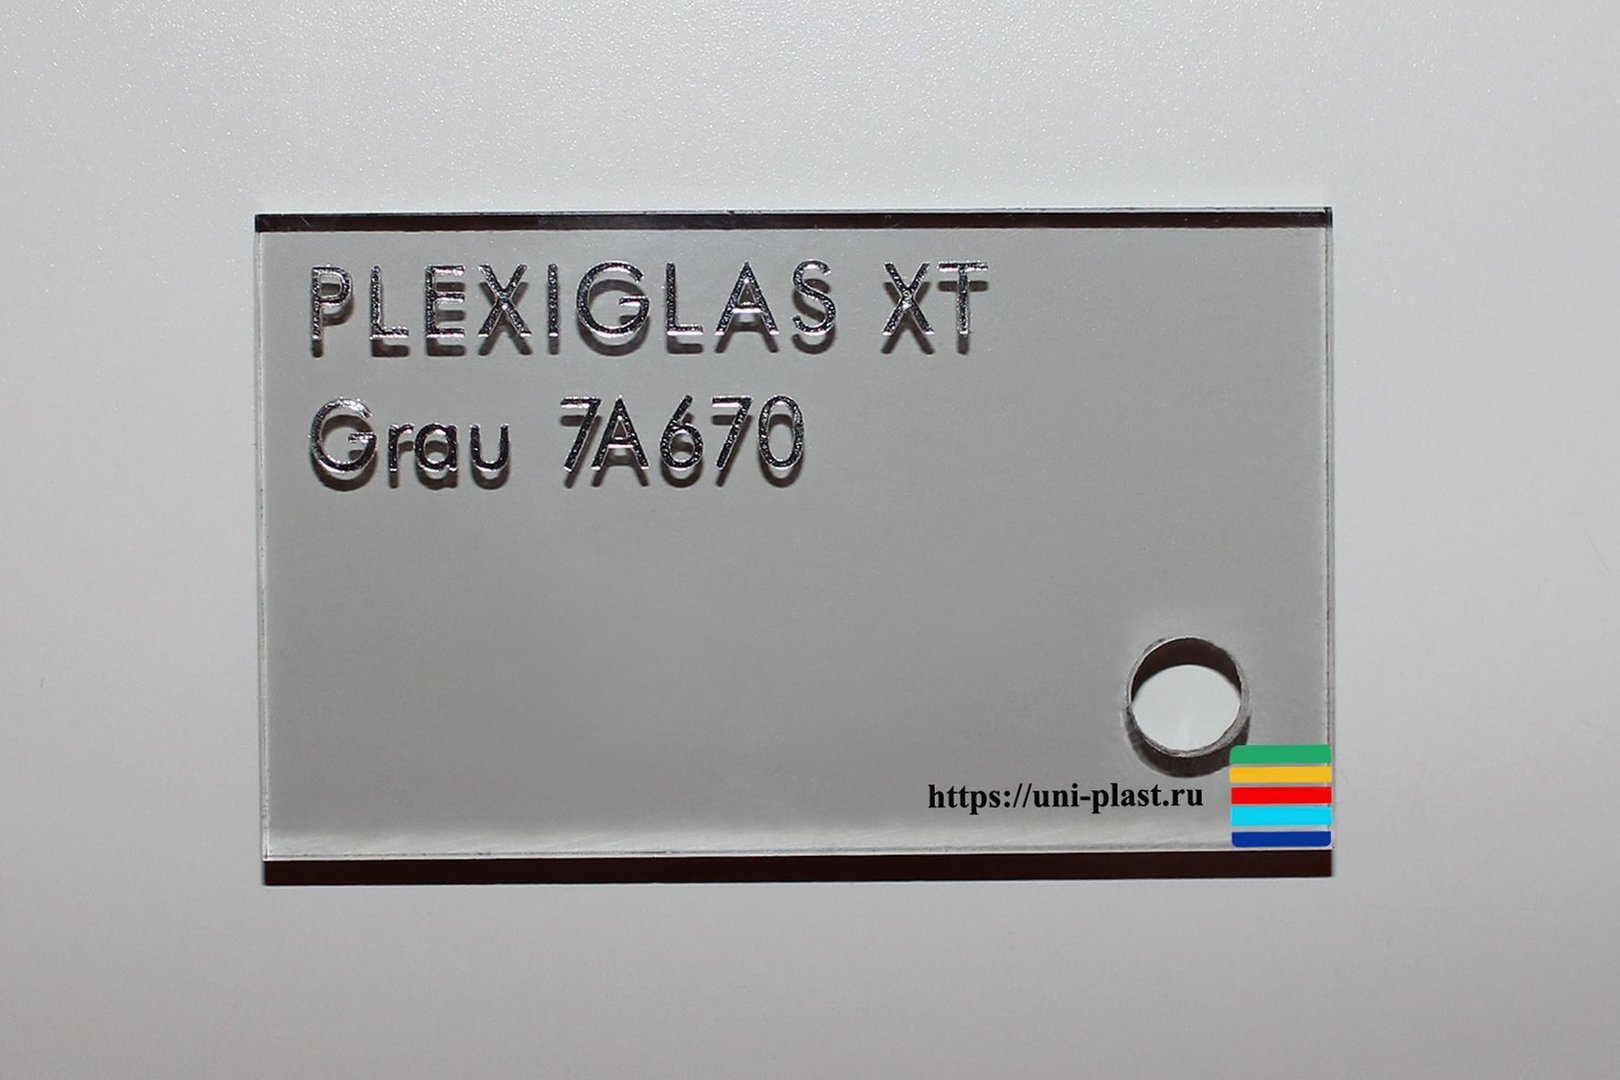 PLEXIGLAS XT
Grau 7A670
https://uni-plast.ru